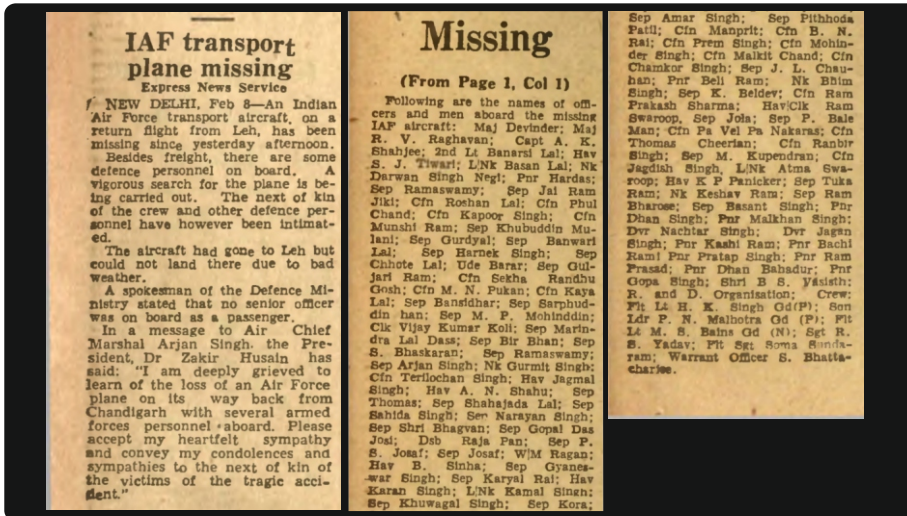 IAF transport
plane missing
Express News Service
NEW DELHI, Feb 8—An Indian
Air Force transport aircraft, on a
return flight from Leh, has been
missing since yesterday afternoon.
Besides freight, there are some
defence personnel on board. A
vigorous search for the plane is be-
ing carried out. The next of kin
of the crew and other defence per-
sonnel have however been intimat-
ed.
The aircraft had gone to Leh but
could not land there due to bad
weather.
A spokesman of the Defence Mi-
nistry stated that no senior officer
was on board as a passenger.
In a message to Air Chief
Marshal Arjan Singh. the Pre-
sident, Dr Zakir Husain has
said: "I am deeply grieved to
learn of the loss of an Air Force
plane on its way back from
Chandigarh with several armed
forces personnel aboard. Please
accept my heartfelt sympathy
and convey my condolences and
sympathies to the next of kin of
the victims of the tragic acci-
dent."
Missing
(From Page 1, Col 1)
Following are the names of offi-
cers and men aboard the missing
IAF aircraft: Maj Devinder; Maj
R. V. Raghavan; Capt A. K.
Shahjee; 2nd Lt Banarsi Lal; Hav
S. J. Tiwari; L|Nk Basan Lal; Nk
Darwan Singh Negi; Pnr Hardas;
Sep Ramaswamy; Sep Jai Ram
Jiki; Cfn Roshan Lal; Cfn Phul
Chand; Cfn Kapoor Singh; Cfn
Munshi Ram; Sep Khubuddin Mu-
lani; Sep Gurdyal; Sep Banwari
Lal; Sep Harnek Singh; Sep
Chhote Lal; Ude Barar; Sep Gul-
jari Ram; Cfn Sekha Randhu
Gosh; Cfn M. N. Pukan; Cfn Kaya
Lal; Sep Bansidhar; Sep Sarphud-
din han; Sep M. P. Mohinddin;
Clk Vijay Kumar Koli; Sep Marin-
dra Lal Dass; Sep Bir Bhan; Sep
S. Bhaskaran; Sep Ramaswamy;
Sep Arjan Singh; Nk Gurmit Singh;
Cfn Terilochan Singh; Hav Jagmal
Singh; Hav A. N. Shahu; Sep
Thomas; Sep Shahajada Lal; Sep
Sahida Singh; Sep Narayan Singh;
Sep Shri Bhagvan; Sep Gopal Das
Josi; Dsb Raja Pan; Sep P.
S. Josaf; Sep Josaf; W|M Ragan;
Hav B. Sinha; Sep Gyanes-
war Singh; Sep Karyal Rai; Hav
Karan Singh; L|Nk Kamal Singh;
Sep Khuwagal Singh; Sep Kora;
Sep Amar Singh; Sep Pithhoda
Patil; Cfn Manprit; Cfn B. N.
Rai; Cfn Prem Singh; Cfn Mohin-
der Singh; Cfn Malkit Chand; Cfn
Chamkor Singh; Sep J. L. Chau-
han; Pnr Beli Ram; Nk Bhim
Singh; Sep K. Beldev; Cfn Ram
Prakash Sharma; Hav|Clk Ram
Swaroop, Sep Jola; Sep P. Bale
Man; Cfn Pa Vel Pa Nakaras; Cfn
Thomas Cheerian; Cfn Ranbir
Singh; Sep M. Kupendran; Cfn
Jagdish Singh, L|Nk Atma Swa-
roop; Hav K P Panicker; Sep Tuka
Ram; Nk Keshav Ram; Sep Ram
Bharose; Sep Basant Singh; Pnr
Dhan Singh; Pnr Malkhan Singh;
Dvr Nachtar Singh; Dvr Jagan
Singh; Pnr Kashi Ram; Pnr Bachi
Ram; Pnr Pratap Singh; Pnr Ram
Prasad; Pnr Dhan Bahadur; Pnr
Gopa Singh; Shri B S. Vasisth;
R. and D. Organisation; Crew:
Flt Lt H. K. Singh Gd(P); Sqn
Ldr P. N. Malhotra Gd (P); Flt
Lt M. S. Bains Gd (N); Sgt R.
S. Yadav; Flt Sgt Soma Sunda-
ram; Warrant Officer S. Bhatta-
charjee.